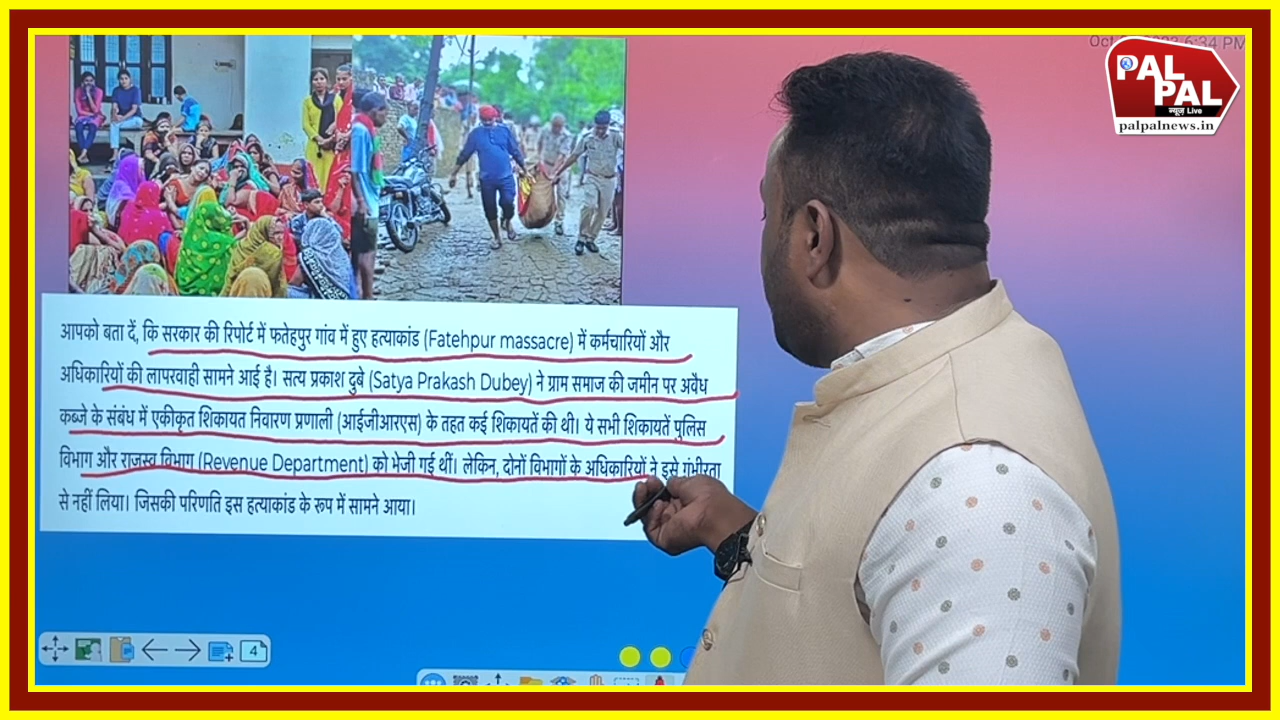 6:34 PM
PAL
PAL
न्यूज़ Live
palpalnews.in
आपको बता दें, कि सरकार की रिपोर्ट में फतेहपुर गांव में हुए हत्याकांड (Fatehpur massacre) में कर्मचारियों और
अधिकारियों की लापरवाही सामने आई है। सत्य प्रकाश दुबे (Satya Prakash Dubey) ने ग्राम समाज की जमीन पर अवैध
कब्जे के संबंध में एकीकृत शिकायत निवारण प्रणाली (आईजीआरएस) के तहत कई शिकायतें की थी। ये सभी शिकायतें पुलिस
विभाग और राजस्व विभाग (Revenue Department) को भेजी गई थीं। लेकिन, दोनों विभागों के अधिकारियों ने इसे गंभीरता
से नहीं लिया। जिसकी परिणति इस हत्याकांड के रूप में सामने आया।
4